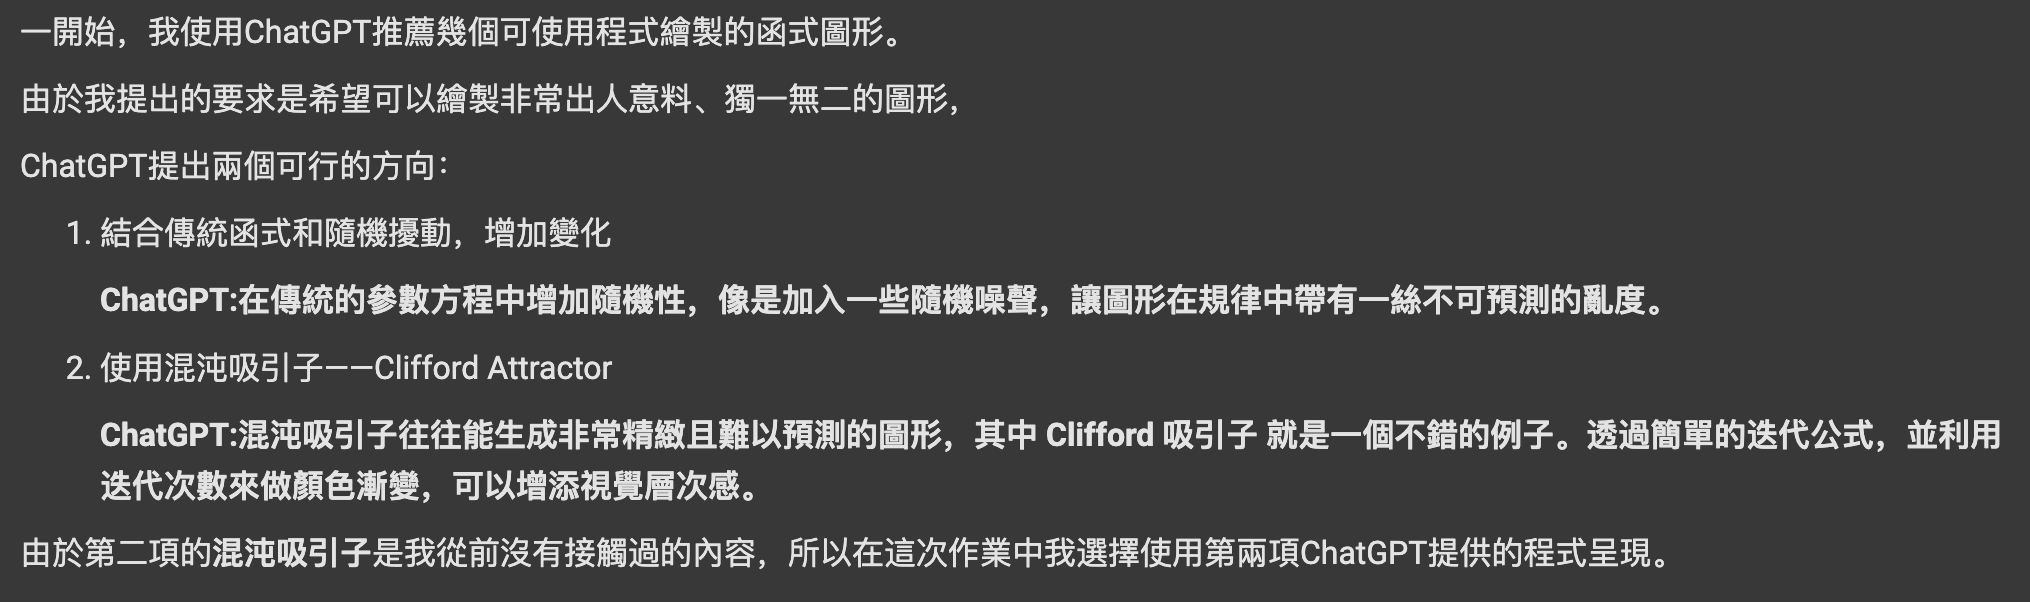 一開始，我使用ChatGPT推薦幾個可使用程式繪製的函式圖形。
由於我提出的要求是希望可以繪製非常出人意料、獨一無二的圖形，
ChatGPT提出兩個可行的方向：
1. 結合傳統函式和隨機擾動，增加變化
ChatGPT:在傳統的參數方程中增加隨機性，像是加入一些隨機噪聲，讓圖形在規律中帶有一絲不可預測的亂度。
2. 使用混沌吸引子——Clifford Attractor
ChatGPT:混沌吸引子往往能生成非常精緻且難以預測的圖形，其中 Clifford 吸引子 就是一個不錯的例子。透過簡單的迭代公式，並利用
迭代次數來做顏色漸變，可以增添視覺層次感。
由於第二項的混沌吸引子是我從前沒有接觸過的內容，所以在這次作業中我選擇使用第兩項ChatGPT提供的程式呈現。